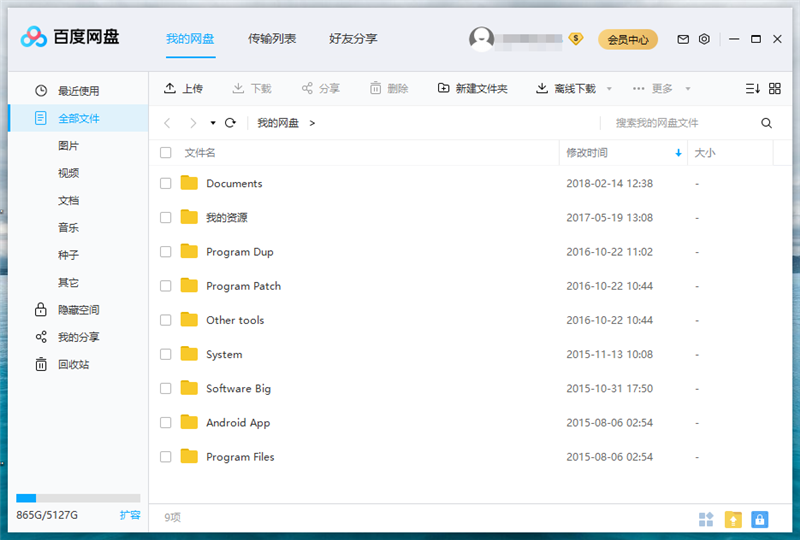 百度网盘 我的网盘 传输列表 好友分享 会员中心
上传 下载 分享 删除 新建文件夹 离线下载 更多
我的网盘 > 搜索我的网盘文件
最近使用
全部文件
图片
视频
文档
音乐
种子
其它
隐藏空间
我的分享
回收站
865G/5127G 扩容
文件名 修改时间 大小
Documents 2018-02-14 12:38 -
我的资源 2017-05-19 13:08 -
Program Dup 2016-10-22 11:02 -
Program Patch 2016-10-22 10:44 -
Other tools 2016-10-22 10:44 -
System 2015-11-13 10:08 -
Software Big 2015-10-31 17:50 -
Android App 2015-08-06 02:54 -
Program Files 2015-08-06 02:54 -
9项